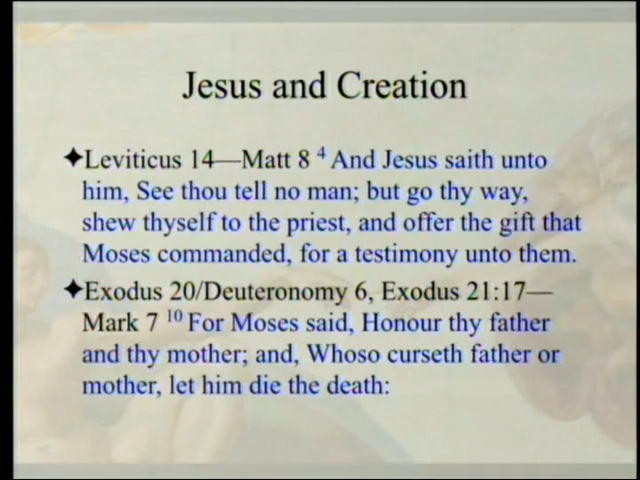 Jesus and Creation
✦Leviticus 14—Matt 8 ⁴ And Jesus saith unto
him, See thou tell no man; but go thy way,
shew thyself to the priest, and offer the gift that
Moses commanded, for a testimony unto them.
✦Exodus 20/Deuteronomy 6, Exodus 21:17—
Mark 7 ¹⁰ For Moses said, Honour thy father
and thy mother; and, Whoso curseth father or
mother, let him die the death: